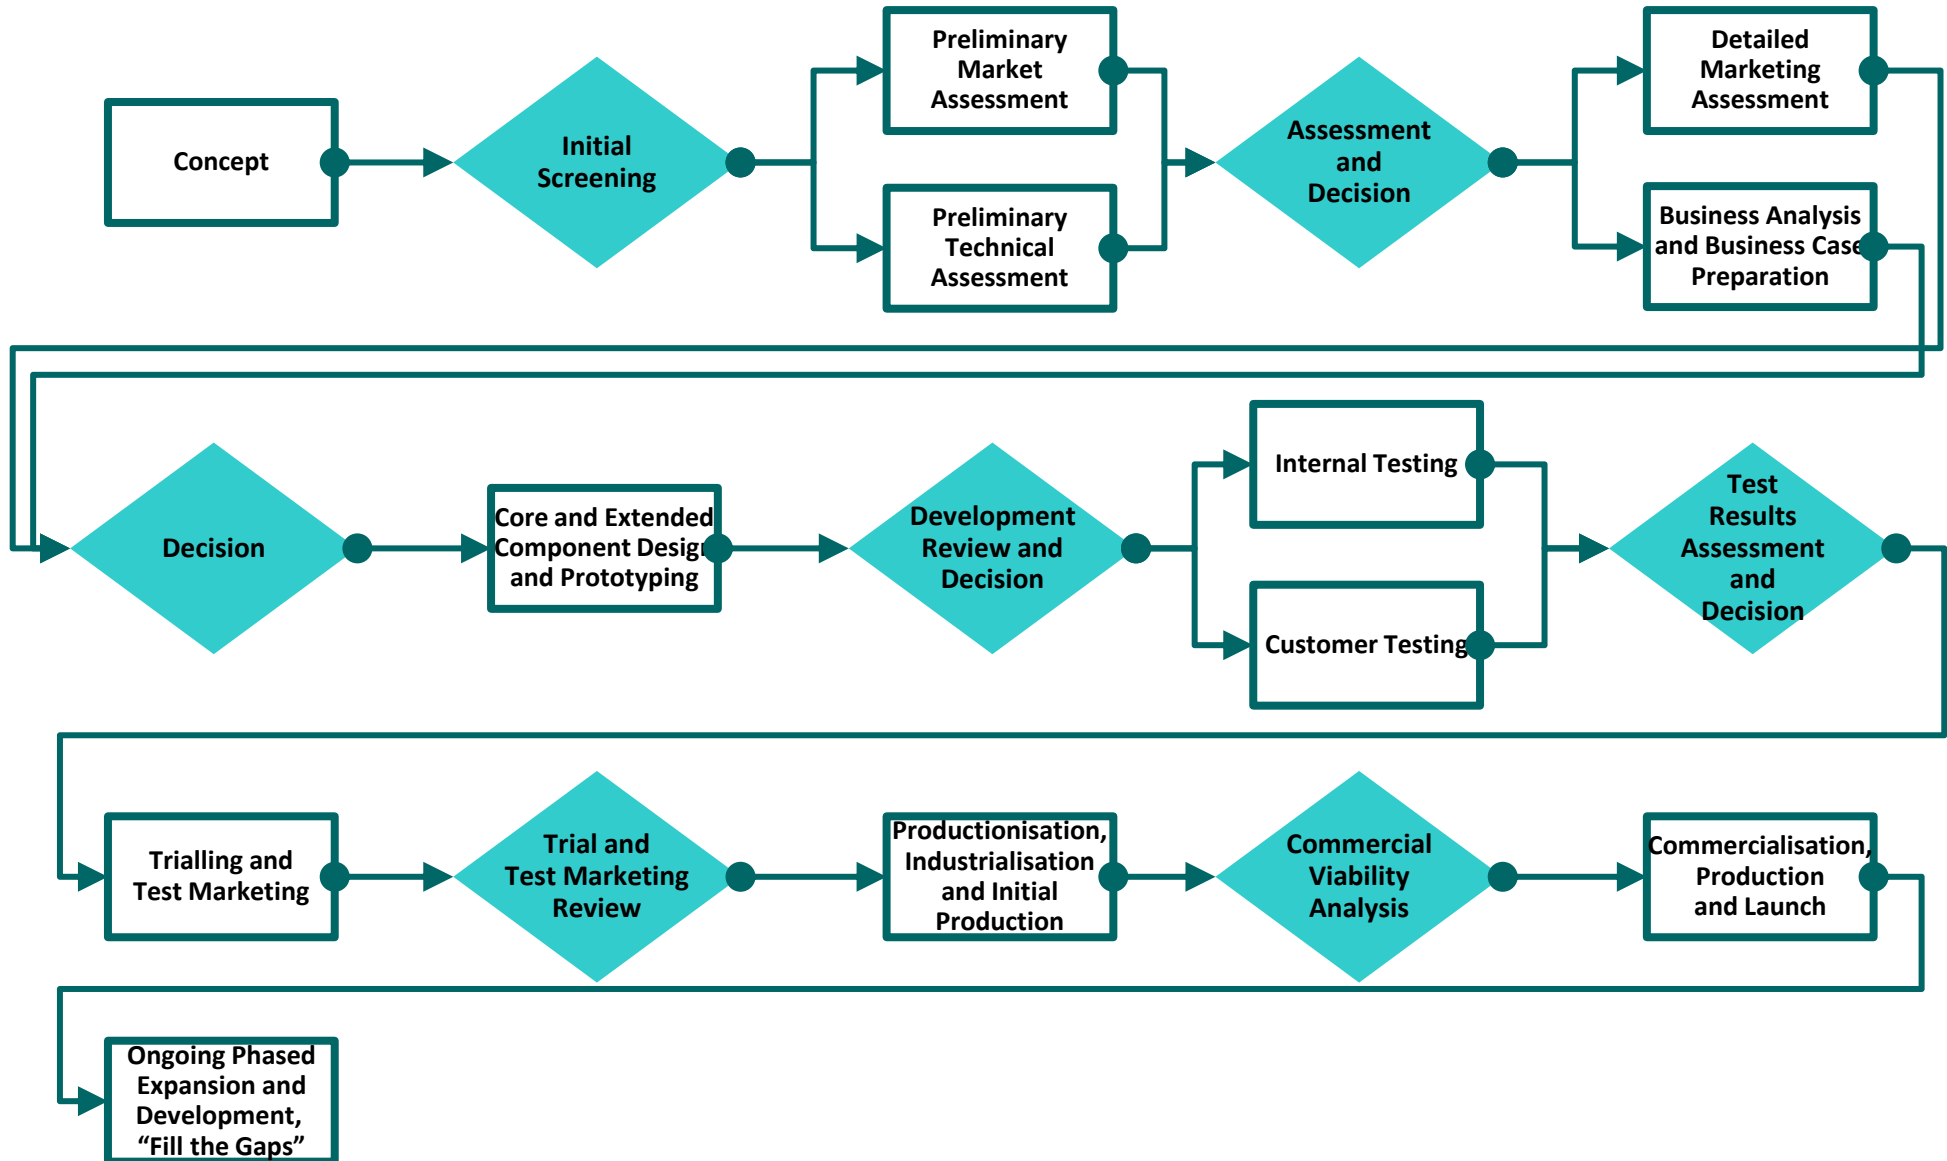 Concept
Initial
Screening
Preliminary
Market
Assessment
Preliminary
Technical
Assessment
Assessment
and
Decision
Detailed
Marketing
Assessment
Business Analysis
and Business Case
Preparation
Decision
Core and Extended
Component Design
and Prototyping
Development
Review and
Decision
Internal Testing
Customer Testing
Test
Results
Assessment
and
Decision
Trialling and
Test Marketing
Trial and
Test Marketing
Review
Productionisation,
Industrialisation
and Initial
Production
Commercial
Viability
Analysis
Commercialisation,
Production
and Launch
Ongoing Phased
Expansion and
Development,
“Fill the Gaps”